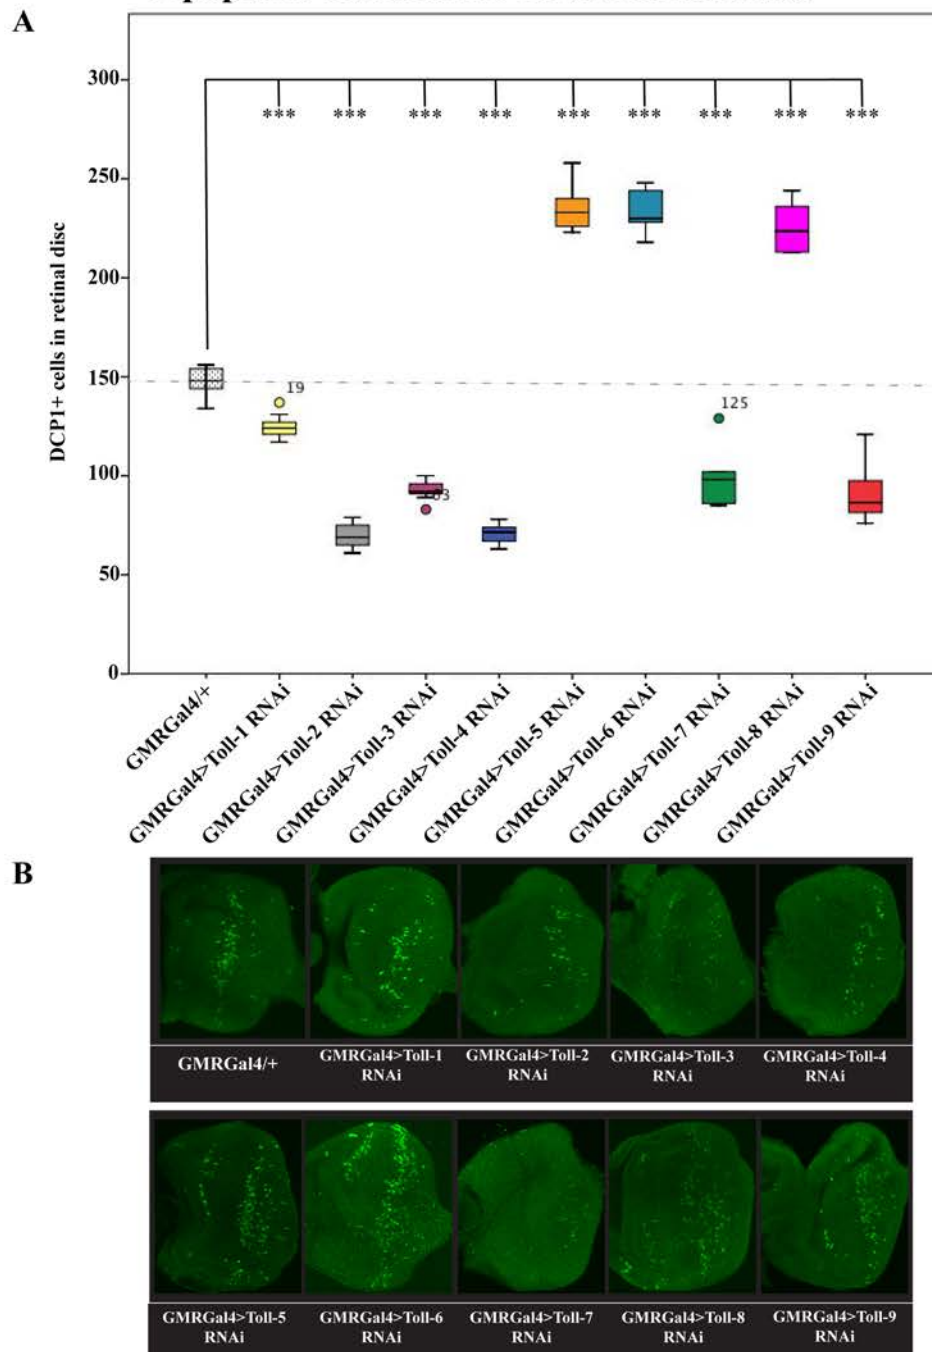 A
300
*** *** *** *** *** *** *** *** ***
250
200
150
100
50
0
DCP1+ cells in retinal disc
19
125
GMRGal4/+
GMRGal4>Toll-1 RNAi
GMRGal4>Toll-2 RNAi
GMRGal4>Toll-3 RNAi
GMRGal4>Toll-4 RNAi
GMRGal4>Toll-5 RNAi
GMRGal4>Toll-6 RNAi
GMRGal4>Toll-7 RNAi
GMRGal4>Toll-8 RNAi
GMRGal4>Toll-9 RNAi
B
GMRGal4/+
GMRGal4>Toll-1
RNAi
GMRGal4>Toll-2
RNAi
GMRGal4>Toll-3
RNAi
GMRGal4>Toll-4
RNAi
GMRGal4>Toll-5
RNAi
GMRGal4>Toll-6
RNAi
GMRGal4>Toll-7
RNAi
GMRGal4>Toll-8
RNAi
GMRGal4>Toll-9
RNAi